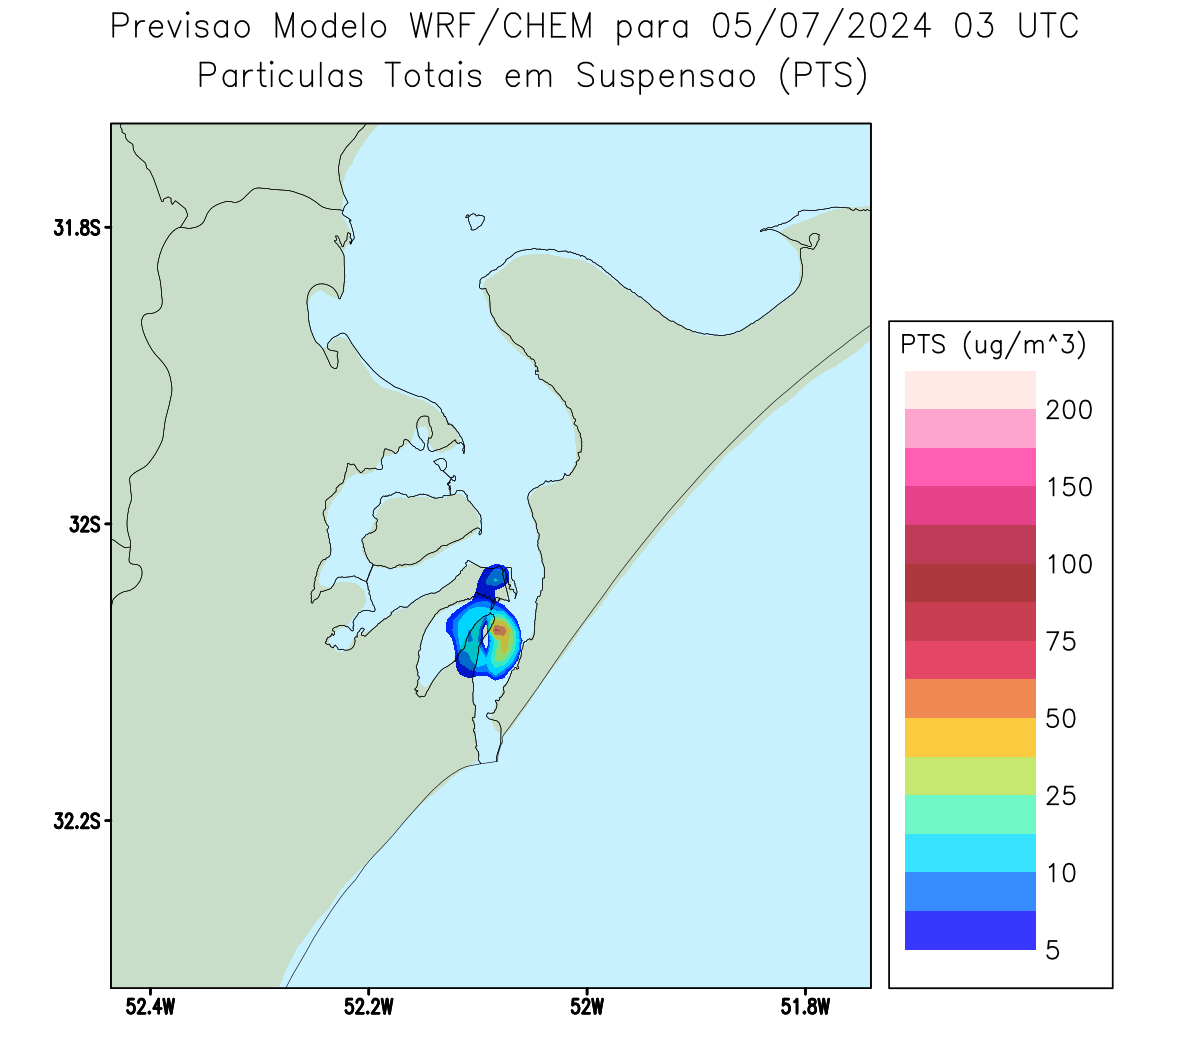 Previsao Modelo WRF/CHEM para 05/07/2024 03 UTC
Particulas Totais em Suspensao (PTS)
31.8S
32S
32.2S
52.4W
52.2W
52W
51.8W
PTS (ug/m^3)
200
150
100
75
50
25
10
5